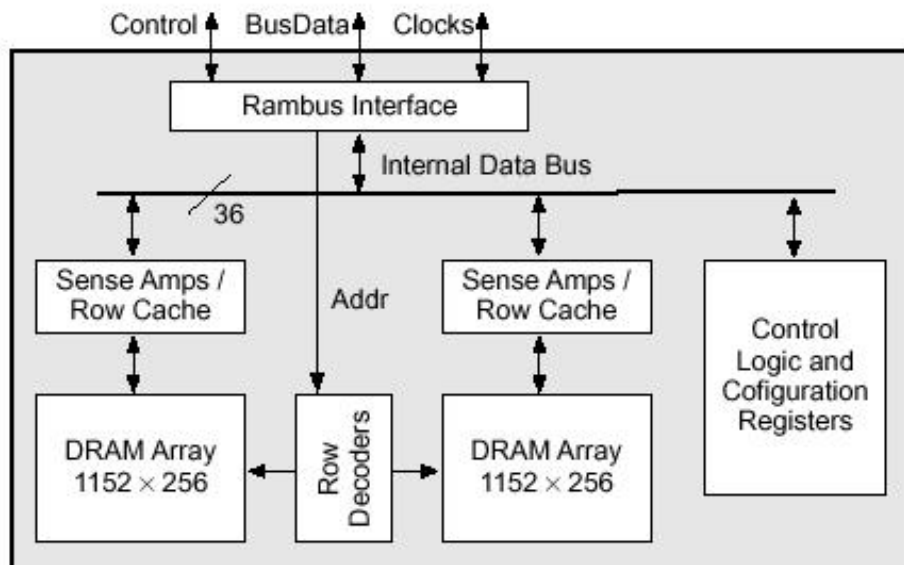 Control BusData Clocks
Rambus Interface
Internal Data Bus
36
Sense Amps /
Row Cache
Addr
Sense Amps /
Row Cache
Control
Logic and
Cofiguration
Registers
DRAM Array
1152 × 256
Row
Decoders
DRAM Array
1152 × 256